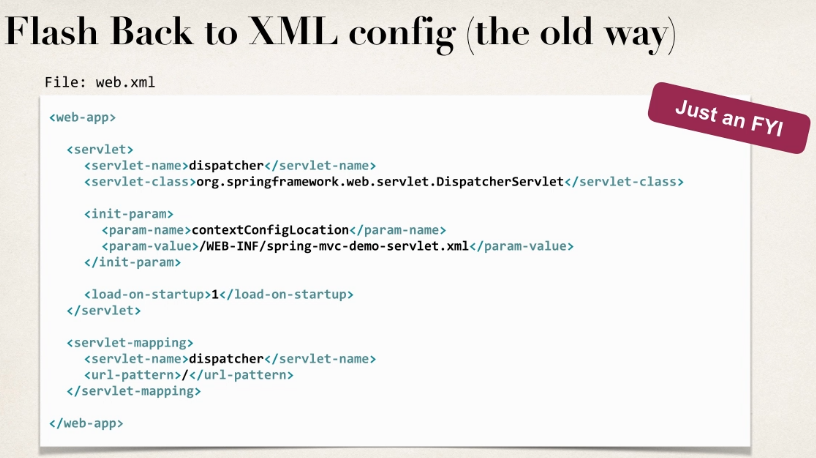 Flash Back to XML config (the old way)
File: web.xml
Just an FYI
<web-app>
<servlet>
<servlet-name>dispatcher</servlet-name>
<servlet-class>org.springframework.web.servlet.DispatcherServlet</servlet-class>
<init-param>
<param-name>contextConfigLocation</param-name>
<param-value>/WEB-INF/spring-mvc-demo-servlet.xml</param-value>
</init-param>
<load-on-startup>1</load-on-startup>
</servlet>
<servlet-mapping>
<servlet-name>dispatcher</servlet-name>
<url-pattern>/</url-pattern>
</servlet-mapping>
</web-app>